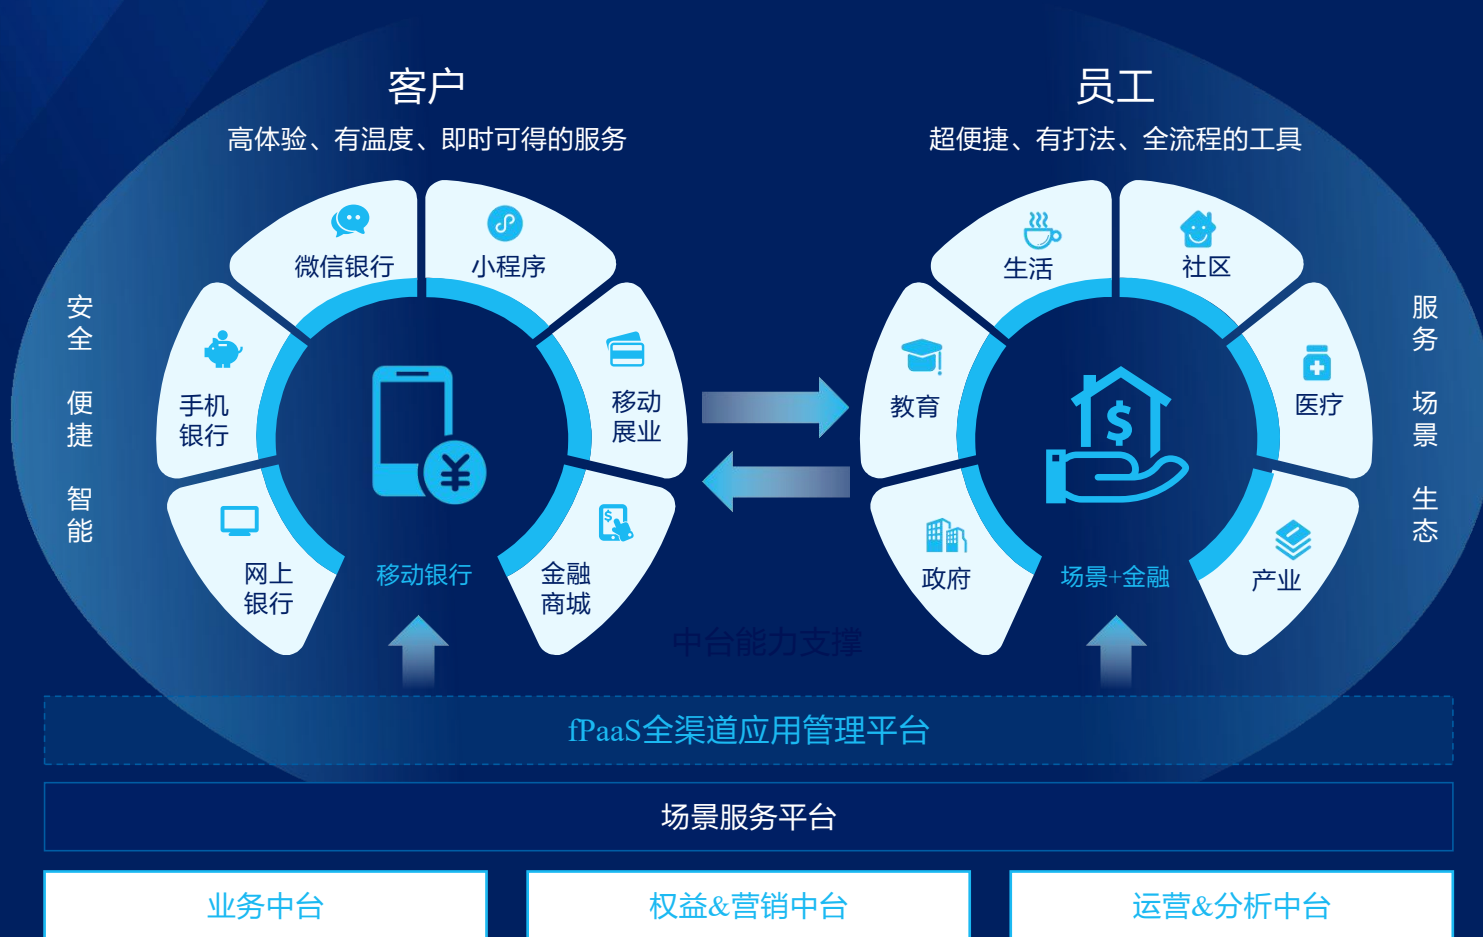 客户
高体验、有温度、即时可得的服务
安全 便捷 智能
微信银行
小程序
手机
银行
移动
展业
网上
银行
金融
商城
移动银行
员工
超便捷、有打法、全流程的工具
生活
社区
教育
医疗
政府
产业
场景+金融
服务 场景 生态
中台能力支撑
fPaaS全渠道应用管理平台
场景服务平台
业务中台
权益&营销中台
运营&分析中台